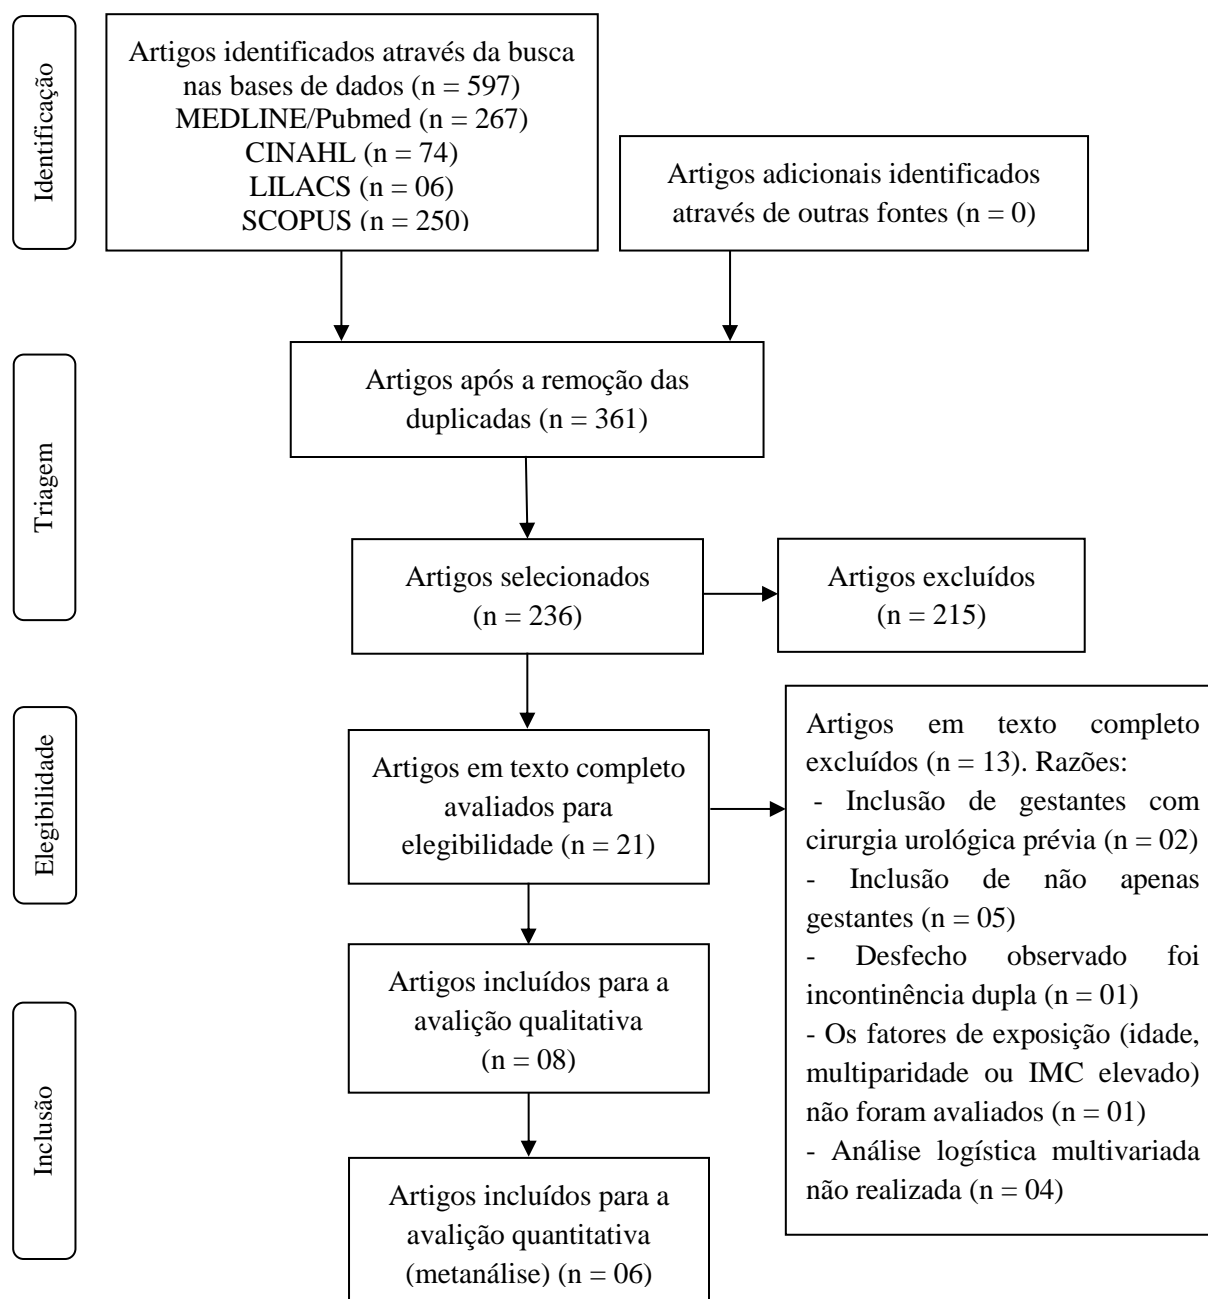 Identificação
Artigos identificados através da busca
nas bases de dados (n = 597)
MEDLINE/Pubmed (n = 267)
CINAHL (n = 74)
LILACS (n = 06)
SCOPUS (n = 250)
Artigos adicionais identificados
através de outras fontes (n = 0)
Triagem
Artigos após a remoção das
duplicadas (n = 361)
Artigos selecionados
(n = 236)
Artigos excluídos
(n = 215)
Elegibilidade
Artigos em texto completo
avaliados para
elegibilidade (n = 21)
Artigos em texto completo
excluídos (n = 13). Razões:
- Inclusão de gestantes com
cirurgia urológica prévia (n = 02)
- Inclusão de não apenas
gestantes (n = 05)
- Desfecho observado foi
incontinência dupla (n = 01)
- Os fatores de exposição (idade,
multiparidade ou IMC elevado)
não foram avaliados (n = 01)
- Análise logística multivariada
não realizada (n = 04)
Inclusão
Artigos incluídos para a
avalição qualitativa
(n = 08)
Artigos incluídos para a
avalição quantitativa
(metanálise) (n = 06)